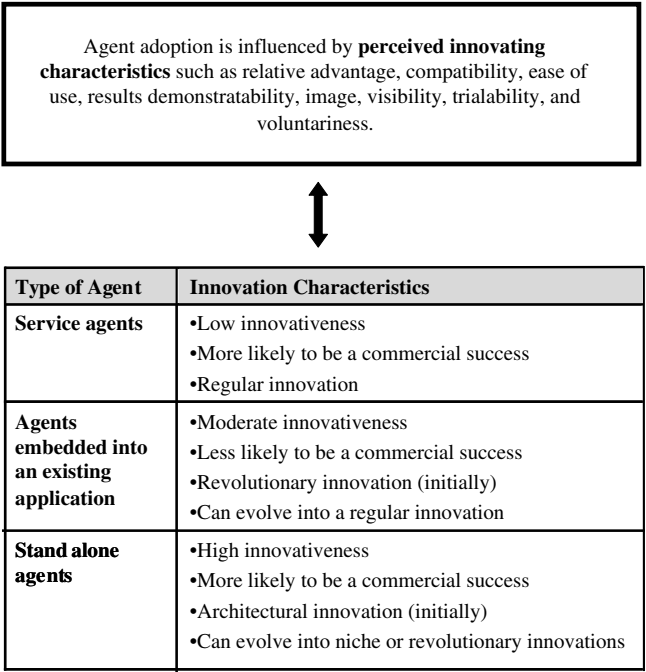 Agent adoption is influenced by perceived innovating
characteristics such as relative advantage, compatibility, ease of
use, results demonstratability, image, visibility, trialability, and
voluntariness.
Type of Agent
Innovation Characteristics
Service agents
•Low innovativeness
•More likely to be a commercial success
•Regular innovation
Agents
embedded into
an existing
application
•Moderate innovativeness
•Less likely to be a commercial success
•Revolutionary innovation (initially)
•Can evolve into a regular innovation
Stand alone
agents
•High innovativeness
•More likely to be a commercial success
•Architectural innovation (initially)
•Can evolve into niche or revolutionary innovations